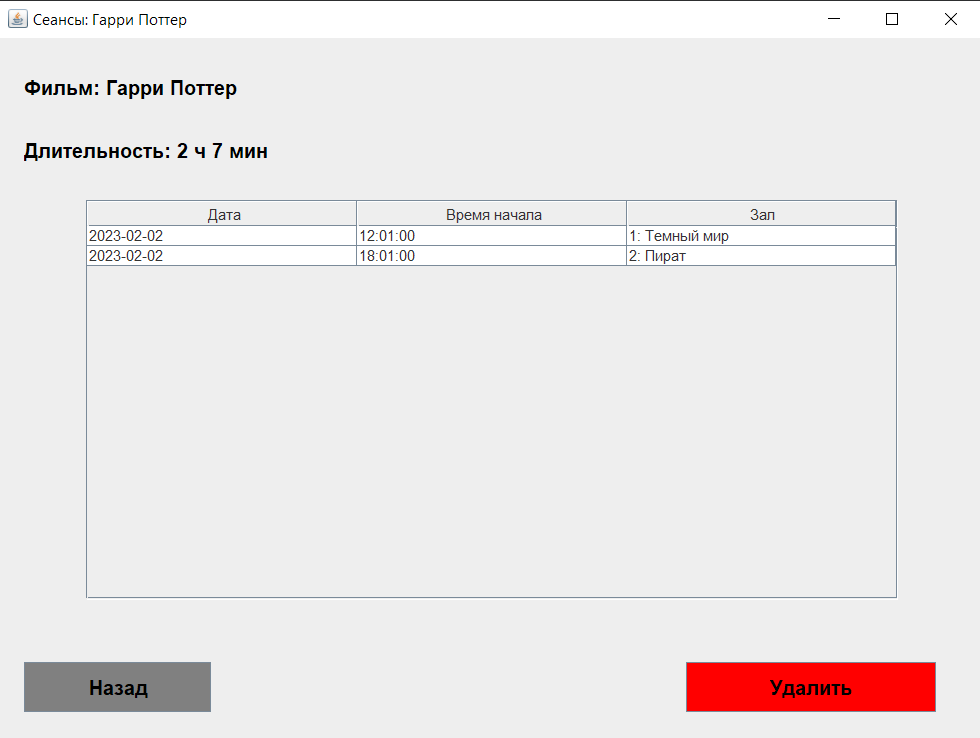 Сеансы: Гарри Поттер
Фильм: Гарри Поттер
Длительность: 2 ч 7 мин
Дата Время начала Зал
2023-02-02 12:01:00 1: Темный мир
2023-02-02 18:01:00 2: Пират
Назад Удалить